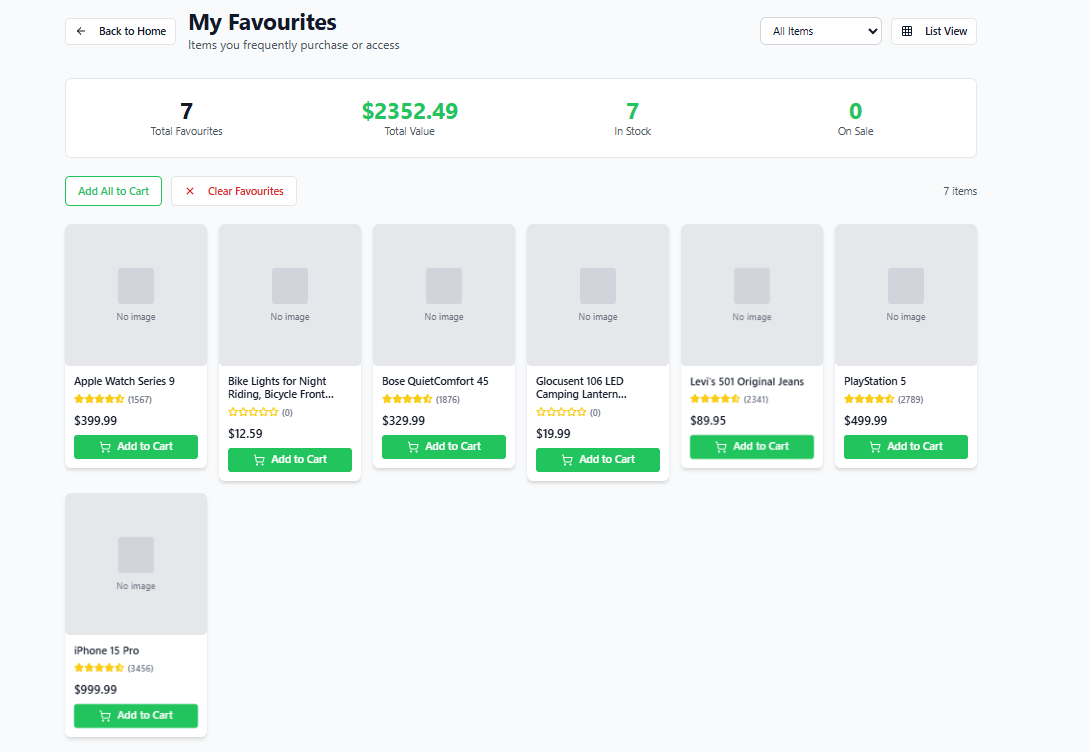 Back to Home
My Favourites
Items you frequently purchase or access
All Items
List View
7
Total Favourites
$2352.49
Total Value
7
In Stock
0
On Sale
Add All to Cart
Clear Favourites
7 items
No image
Apple Watch Series 9
(1567)
$399.99
Add to Cart
No image
Bike Lights for Night
Riding, Bicycle Front...
(0)
$12.59
Add to Cart
No image
Bose QuietComfort 45
(1876)
$329.99
Add to Cart
No image
Glocusent 106 LED
Camping Lantern...
(0)
$19.99
Add to Cart
No image
Levi's 501 Original Jeans
(2341)
$89.95
Add to Cart
No image
PlayStation 5
(2789)
$499.99
Add to Cart
No image
iPhone 15 Pro
(3456)
$999.99
Add to Cart